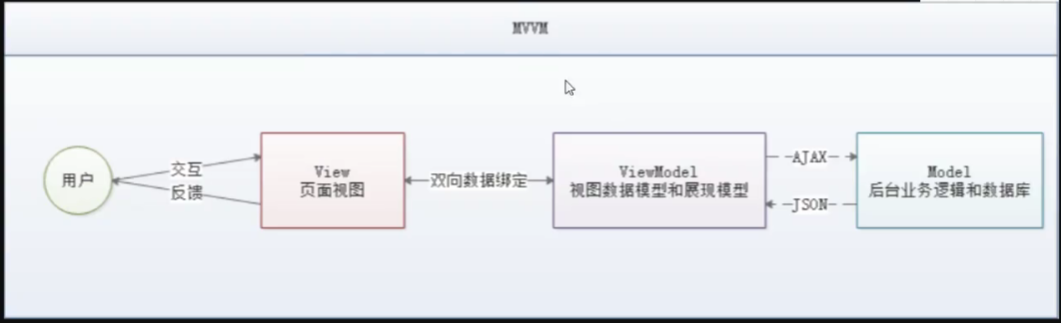 MVVM
用户
交互
反馈
View
页面视图
双向数据绑定
ViewModel
视图数据模型和展现模型
AJAX
JSON
Model
后台业务逻辑和数据库